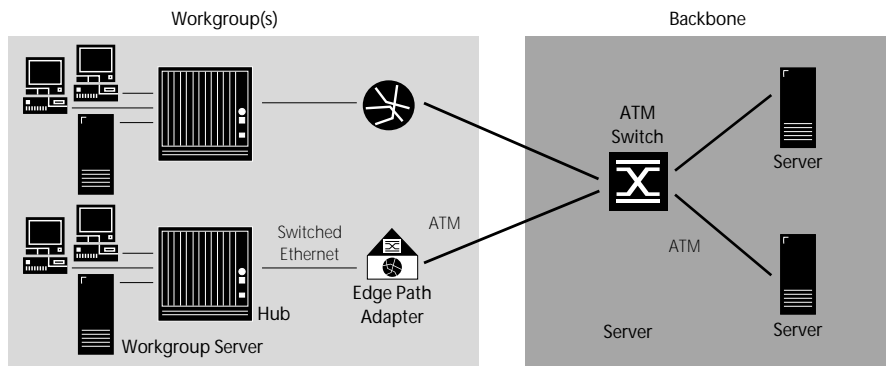 Workgroup(s)
Backbone
ATM
Switch
Server
Switched
Ethernet
ATM
ATM
Edge Path
Adapter
Hub
Workgroup Server
Server
Server